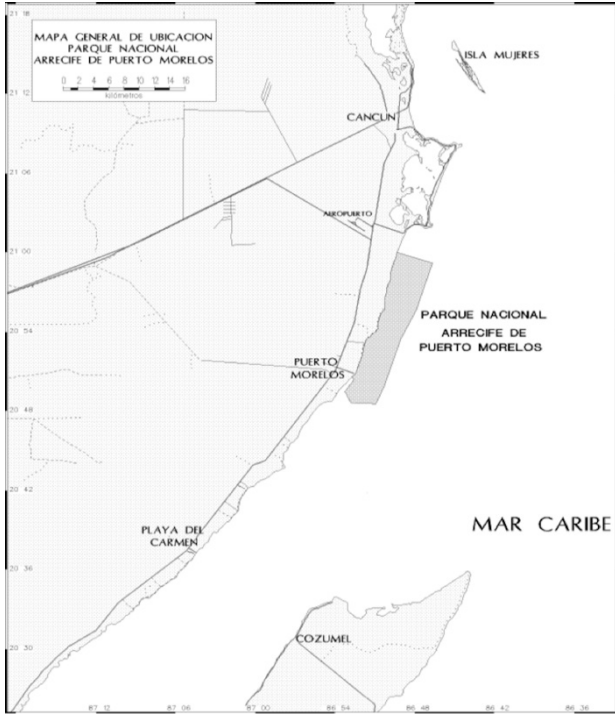 MAPA GENERAL DE UBICACION
PARQUE NACIONAL
ARRECIFE DE PUERTO MORELOS
0 2 4 6 8 10 12 14 16
kilómetros
ISLA MUJERES
CANCUN
AEROPUERTO
PARQUE NACIONAL
ARRECIFE DE
PUERTO MORELOS
PUERTO
MORELOS
MAR CARIBE
PLAYA DEL
CARMEN
COZUMEL
21 18
21 12
21 06
21 00
20 54
20 48
20 42
20 36
20 30
87 12
87 06
87 00
86 54
86 48
86 42
86 36